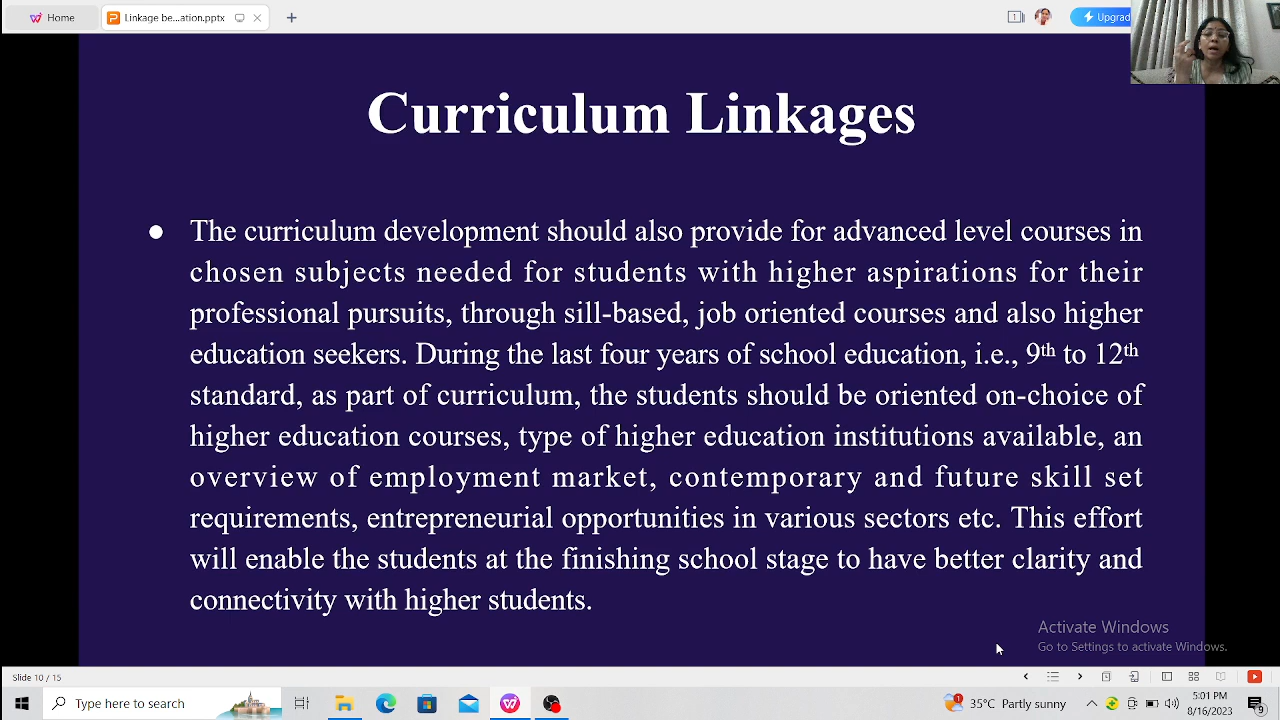 Home
Linkage be...ation.pptx
1
Upgrad
Curriculum Linkages
The curriculum development should also provide for advanced level courses in
chosen subjects needed for students with higher aspirations for their
professional pursuits, through sill-based, job oriented courses and also higher
education seekers. During the last four years of school education, i.e., 9th to 12th
standard, as part of curriculum, the students should be oriented on-choice of
higher education courses, type of higher education institutions available, an
overview of employment market, contemporary and future skill set
requirements, entrepreneurial opportunities in various sectors etc. This effort
will enable the students at the finishing school stage to have better clarity and
connectivity with higher students.
Activate Windows
Go to Settings to activate Windows.
Slide 10 / 15
Type here to search
1
35°C Partly sunny
5:01 PM
8/16/2023
9